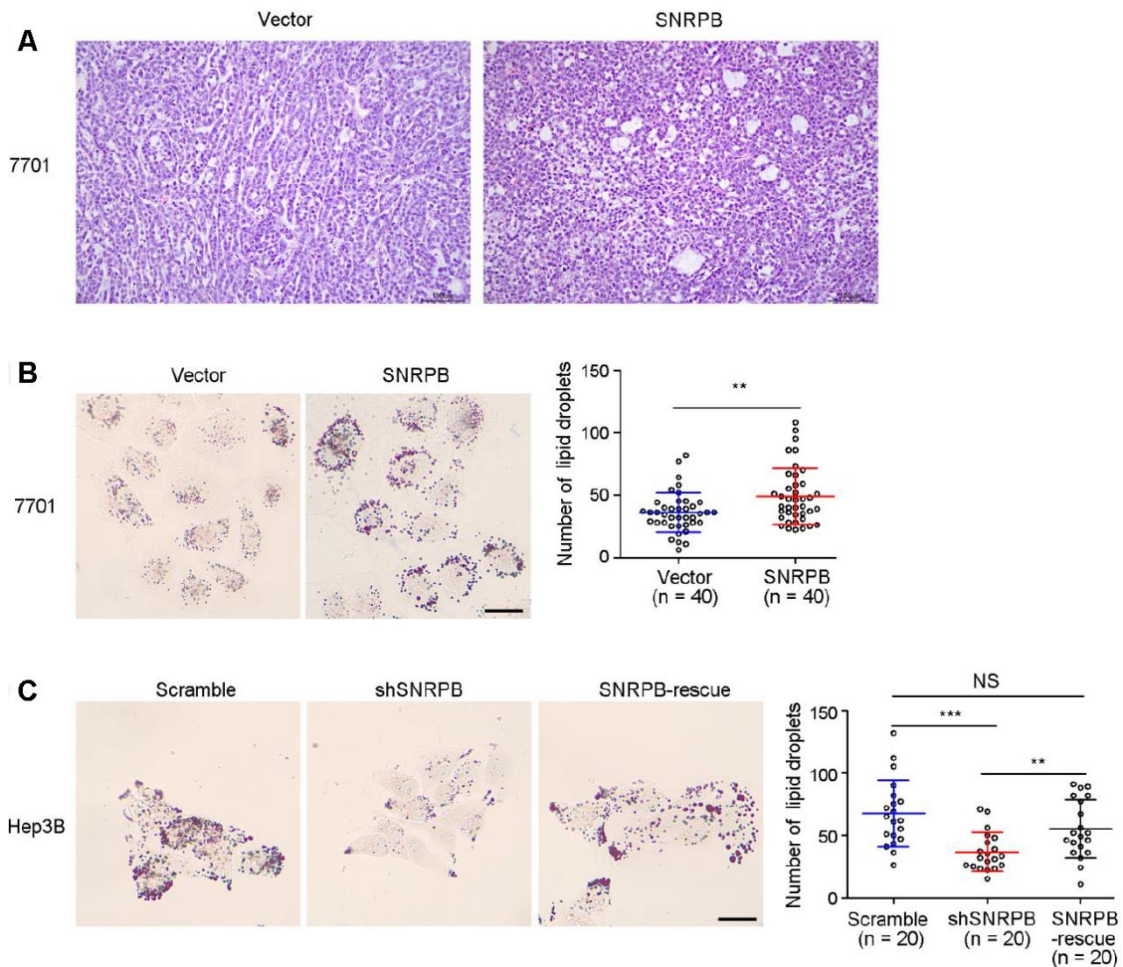 Vector SNRPB
A
7701
B
Vector SNRPB
7701
Number of lipid droplets
150
100
50
0
**
Vector
(n = 40)
SNRPB
(n = 40)
C
Scramble shSNRPB SNRPB-rescue
Hep3B
Number of lipid droplets
150
100
50
0
NS
***
**
Scramble
(n = 20)
shSNRPB
(n = 20)
SNRPB
-rescue
(n = 20)